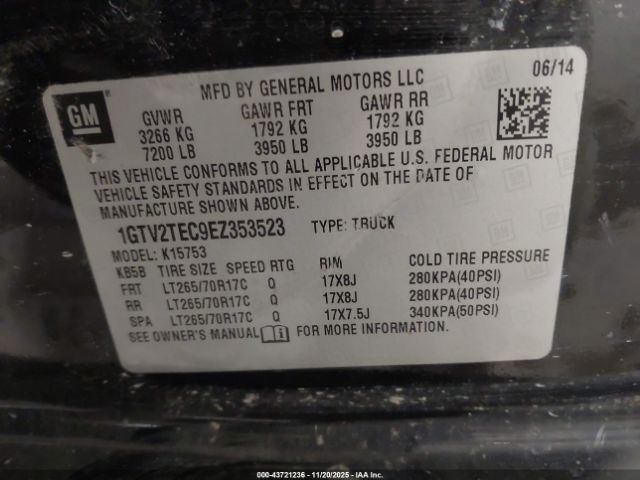 GM
MFD BY GENERAL MOTORS LLC 06/14
GVWR GAWR FRT GAWR RR
3266 KG 1792 KG 1792 KG
7200 LB 3950 LB 3950 LB
THIS VEHICLE CONFORMS TO ALL APPLICABLE U.S. FEDERAL MOTOR
VEHICLE SAFETY STANDARDS IN EFFECT ON THE DATE OF
MANUFACTURE SHOWN ABOVE.
1GTV2TEC9EZ353523 TYPE: TRUCK
MODEL: K15753
KB5B TIRE SIZE SPEED RTG RIM COLD TIRE PRESSURE
FRT LT265/70R17C Q 17X8J 280KPA(40PSI)
RR LT265/70R17C Q 17X8J 280KPA(40PSI)
SPA LT265/70R17C Q 17X7.5J 340KPA(50PSI)
SEE OWNER'S MANUAL FOR MORE INFORMATION.
000-43721236 | 11/20/2025 | IAA Inc.